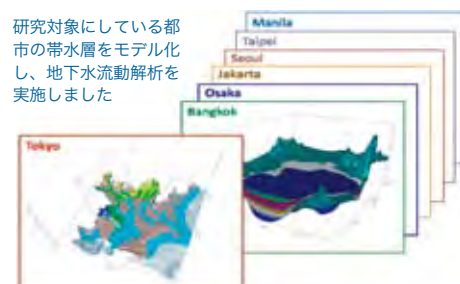 研究対象にしている都
市の帯水層をモデル化
し、地下水流動解析を
実施しました
Manila
Taipei
Seoul
Jakarta
Osaka
Bangkok
Tokyo